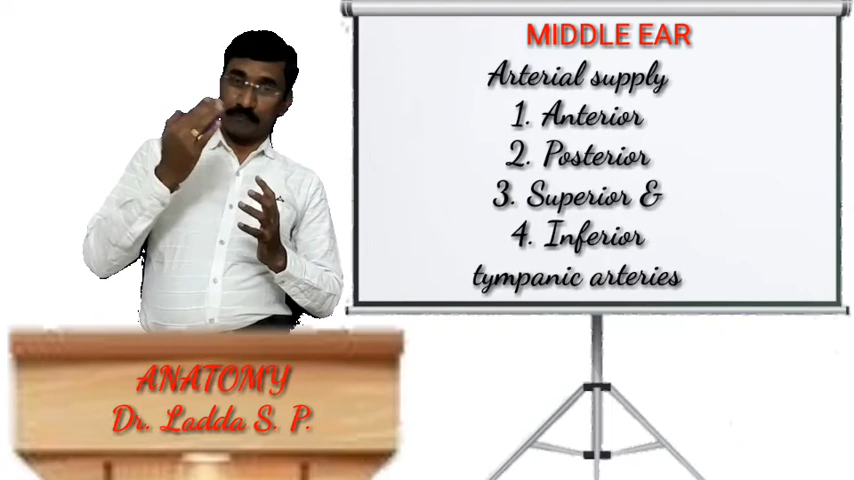 MIDDLE EAR
Arterial supply
1. Anterior
2. Posterior
3. Superior &
4. Inferior
tympanic arteries
ANATOMY
Dr. Ladda S. P.